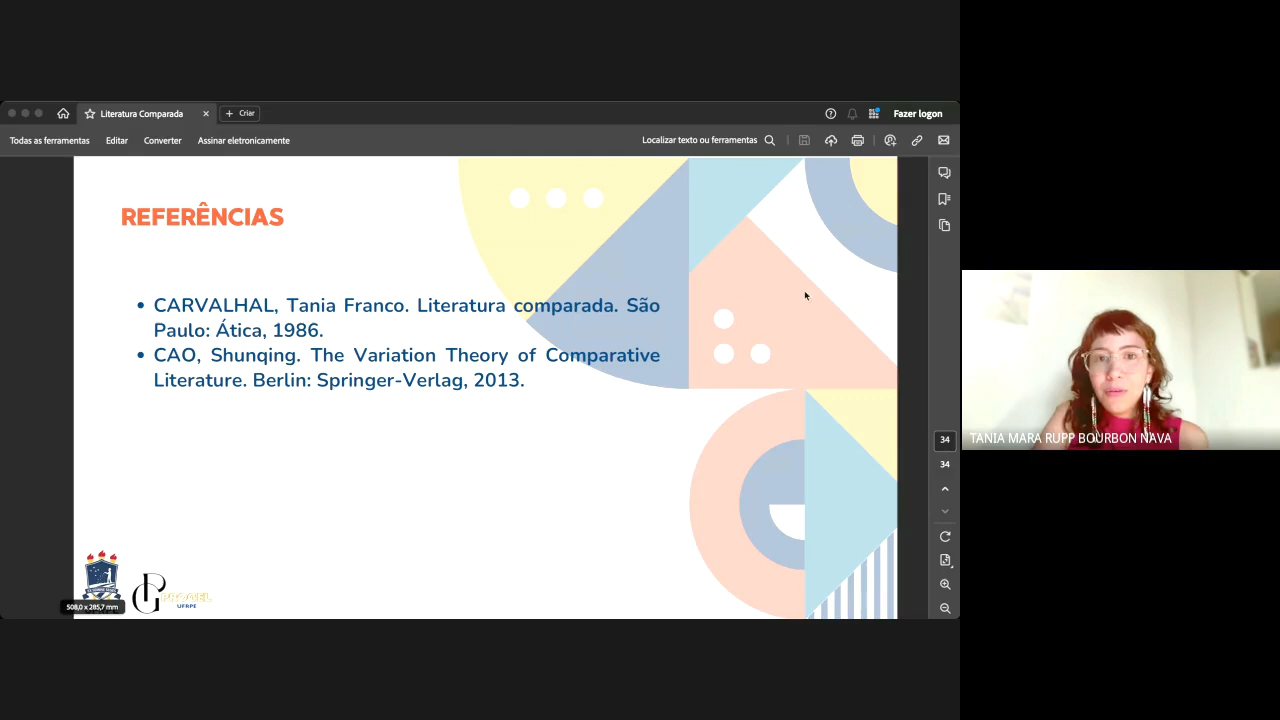 Literatura Comparada
Criar
Fazer logon
Todas as ferramentas
Editar
Converter
Assinar eletronicamente
Localizar texto ou ferramentas
REFERÊNCIAS
• CARVALHAL, Tania Franco. Literatura comparada. São
Paulo: Ática, 1986.
• CAO, Shunqing. The Variation Theory of Comparative
Literature. Berlin: Springer-Verlag, 2013.
34
34
TANIA MARA RUPP BOURBON NAVA
PROGEL
UFRPE
508,0 x 285,7 mm